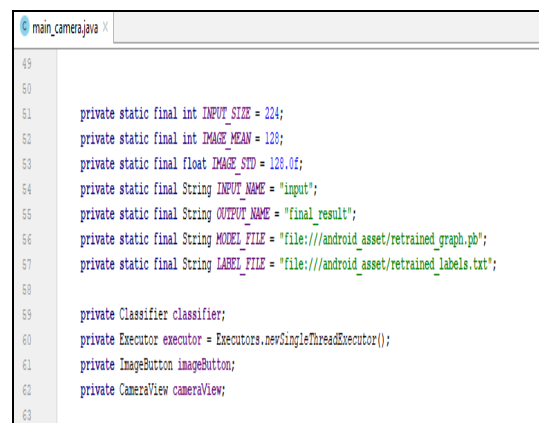 main_camera.java
49
50
51 private static final int INPUT_SIZE = 224;
52 private static final int IMAGE_MEAN = 128;
53 private static final float IMAGE_STD = 128.0f;
54 private static final String INPUT_NAME = "input";
55 private static final String OUTPUT_NAME = "final_result";
56 private static final String MODEL_FILE = "file:///android_asset/retrained_graph.pb";
57 private static final String LABEL_FILE = "file:///android_asset/retrained_labels.txt";
58
59 private Classifier classifier;
60 private Executor executor = Executors.newSingleThreadExecutor();
61 private ImageButton imageButton;
62 private CameraView cameraView;
63